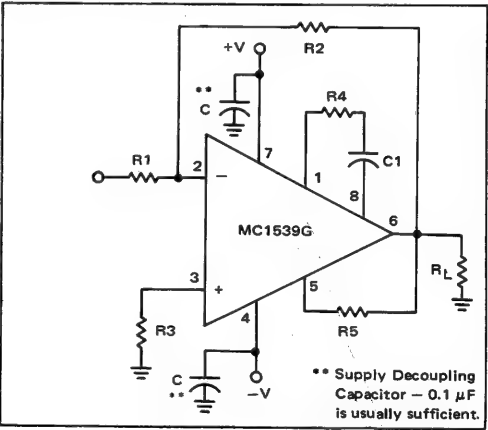 +V
R2
**
C
R4
7
R1
C1
2
−
1
8
MC1539G
6
3
+
5
RL
4
R3
R5
C
**
−V
** Supply Decoupling
Capacitor − 0.1 µF
is usually sufficient.